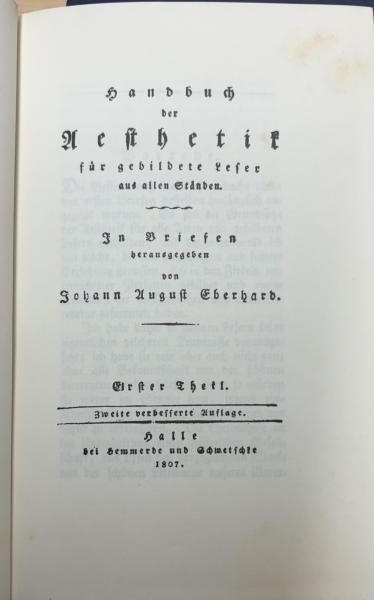 Handbuch
der
Aesthetik
für gebildete Leser
aus allen Ständen.
In Briefen
herausgegeben
von
Johann August Eberhard.
Erster Theil.
Zweite verbesserte Auflage.
Halle
bei Hemmerde und Schwetschke
1807.